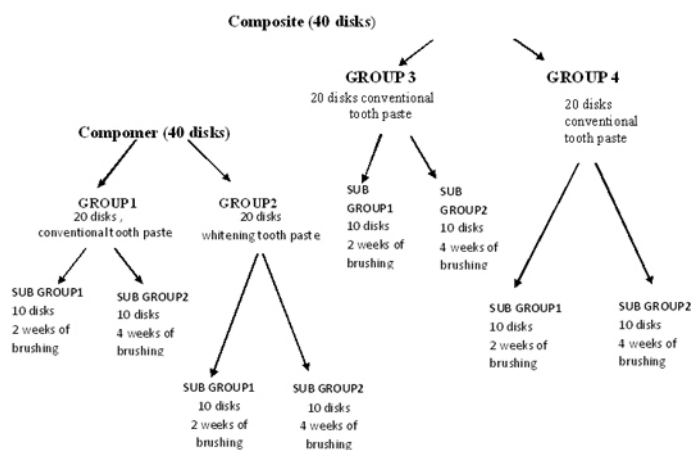 Composite (40 disks)
GROUP 3
20 disks conventional
tooth paste
GROUP 4
20 disks
conventional
tooth paste
Compomer (40 disks)
GROUP1
20 disks ,
conventional tooth paste
GROUP2
20 disks
whitening tooth paste
SUB
GROUP1
10 disks
2 weeks of
brushing
SUB
GROUP2
10 disks
4 weeks of
brushing
SUB GROUP1
10 disks
2 weeks of
brushing
SUB GROUP2
10 disks
4 weeks of
brushing
SUB GROUP1
10 disks
2 weeks of
brushing
SUB GROUP2
10 disks
4 weeks of
brushing
SUB GROUP1
10 disks
2 weeks of
brushing
SUB GROUP2
10 disks
4 weeks of
brushing